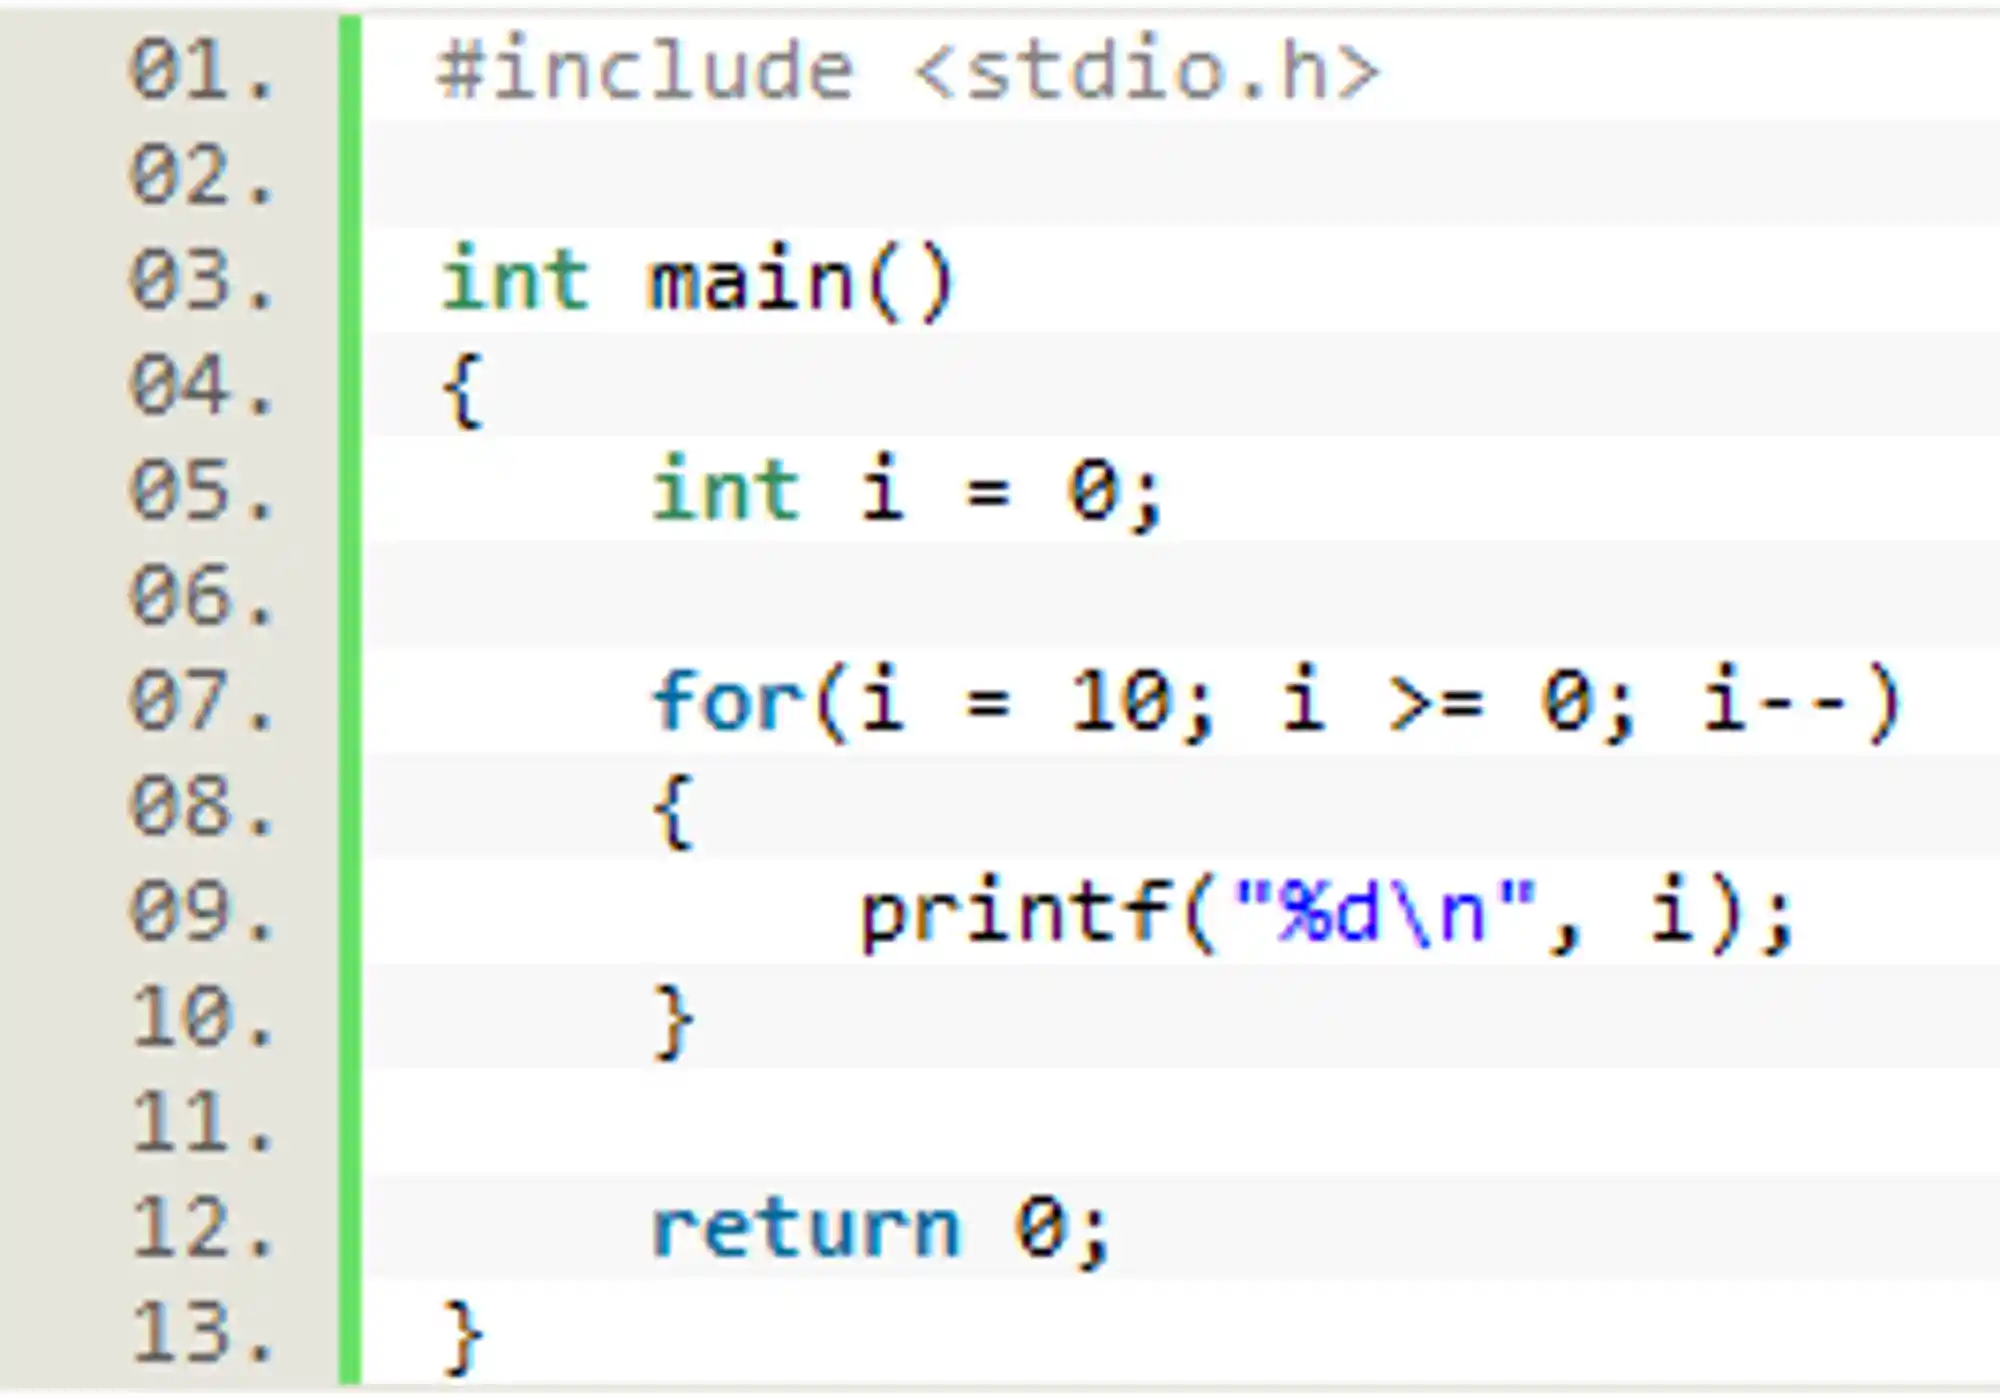 01. #include <stdio.h>
02.
03. int main()
04. {
05.     int i = 0;
06.
07.     for(i = 10; i >= 0; i--)
08.     {
09.         printf("%d\n", i);
10.     }
11.
12.     return 0;
13. }